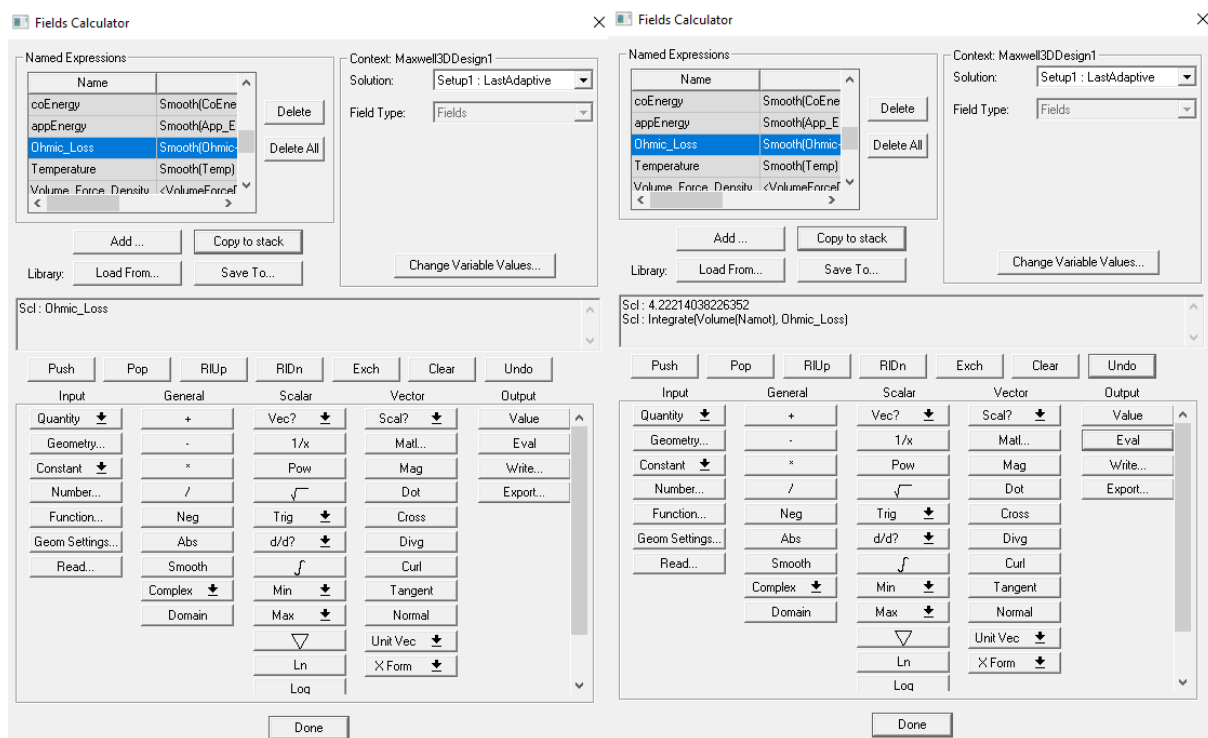 Fields Calculator
Named Expressions
Name
coEnergy Smooth(CoEne
appEnergy Smooth(App_E
Ohmic_Loss Smooth(Ohmic-
Temperature Smooth(Temp)
Volume_Force_Density <VolumeForceD
Delete
Delete All
Context: Maxwell3DDesign1
Solution: Setup1 : LastAdaptive
Field Type: Fields
Add ... Copy to stack
Library: Load From... Save To...
Change Variable Values...
Scl : Ohmic_Loss
Push Pop RlUp RlDn Exch Clear Undo
Input General Scalar Vector Output
Quantity + Vec? Scal? Value
Geometry... - 1/x Matl... Eval
Constant * Pow Mag Write...
Number... / √ Dot Export...
Function... Neg Trig Cross
Geom Settings... Abs d/d? Divg
Read... Smooth ∫ Curl
Complex Min Tangent
Domain Max Normal
▽ Unit Vec
Ln X Form
Log
Done
Fields Calculator
Named Expressions
Name
coEnergy Smooth(CoEne
appEnergy Smooth(App_E
Ohmic_Loss Smooth(Ohmic-
Temperature Smooth(Temp)
Volume_Force_Density <VolumeForceD
Delete
Delete All
Context: Maxwell3DDesign1
Solution: Setup1 : LastAdaptive
Field Type: Fields
Add ... Copy to stack
Library: Load From... Save To...
Change Variable Values...
Scl : 4.22214038226352
Scl : Integrate(Volume(Namot), Ohmic_Loss)
Push Pop RlUp RlDn Exch Clear Undo
Input General Scalar Vector Output
Quantity + Vec? Scal? Value
Geometry... - 1/x Matl... Eval
Constant * Pow Mag Write...
Number... / √ Dot Export...
Function... Neg Trig Cross
Geom Settings... Abs d/d? Divg
Read... Smooth ∫ Curl
Complex Min Tangent
Domain Max Normal
▽ Unit Vec
Ln X Form
Log
Done